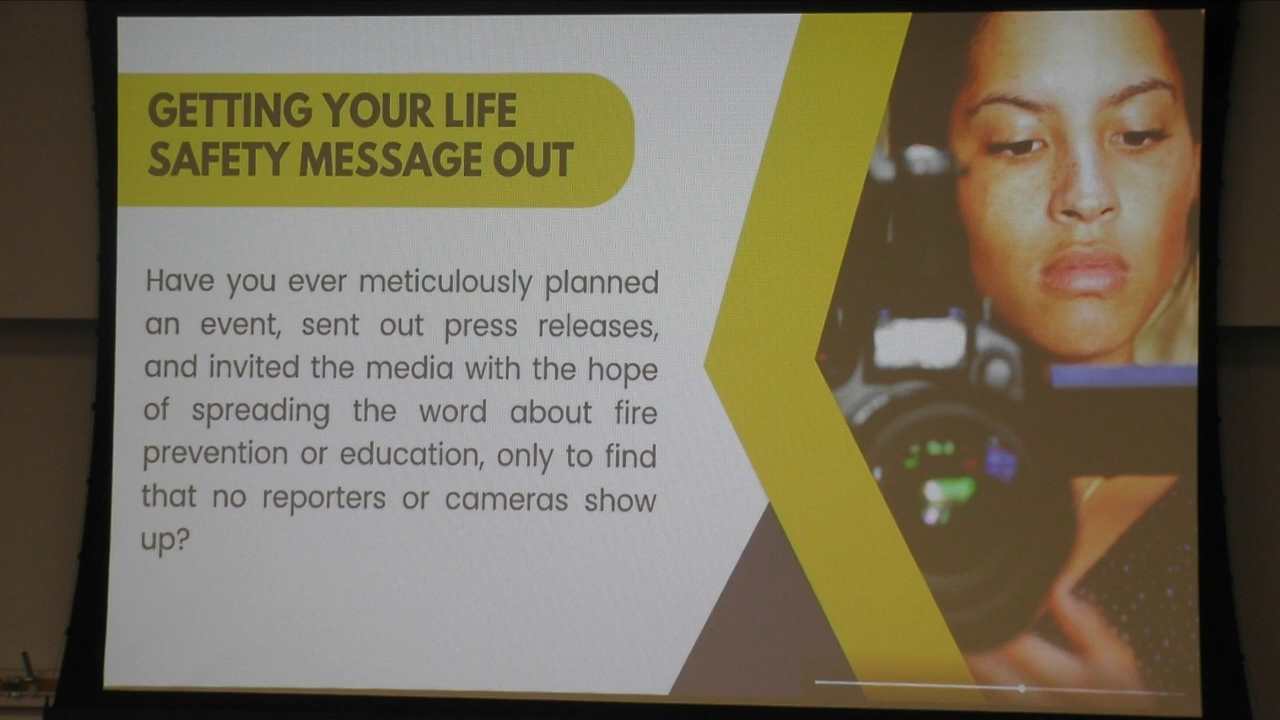 GETTING YOUR LIFE
SAFETY MESSAGE OUT
Have you ever meticulously planned
an event, sent out press releases,
and invited the media with the hope
of spreading the word about fire
prevention or education, only to find
that no reporters or cameras show
up?